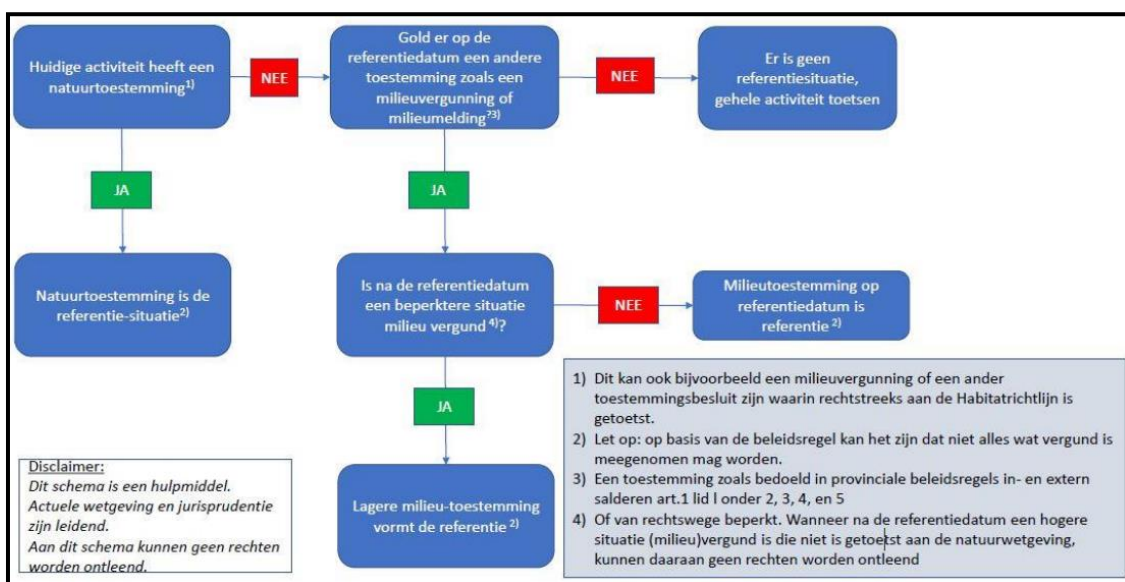 Huidige activiteit heeft een
natuurtoestemming1)
NEE
Gold er op de
referentiedatum een andere
toestemming zoals een
milieuvergunning of
milieumelding?3)
NEE
Er is geen
referentiesituatie,
gehele activiteit toetsen
JA
JA
Natuurtoestemming is de
referentie-situatie2)
Is na de referentiedatum
een beperktere situatie
milieu vergund 4)?
NEE
Milieutoestemming op
referentiedatum is
referentie 2)
JA
Lagere milieu-toestemming
vormt de referentie 2)
Disclaimer:
Dit schema is een hulpmiddel.
Actuele wetgeving en jurisprudentie
zijn leidend.
Aan dit schema kunnen geen rechten
worden ontleend.
1) Dit kan ook bijvoorbeeld een milieuvergunning of een ander
toestemmingsbesluit zijn waarin rechtstreeks aan de Habitatrichtlijn is
getoetst.
2) Let op: op basis van de beleidsregel kan het zijn dat niet alles wat vergund is
meegenomen mag worden.
3) Een toestemming zoals bedoeld in provinciale beleidsregels in- en extern
salderen art.1 lid l onder 2, 3, 4, en 5
4) Of van rechtswege beperkt. Wanneer na de referentiedatum een hogere
situatie (milieu)vergund is die niet is getoetst aan de natuurwetgeving,
kunnen daaraan geen rechten worden ontleend